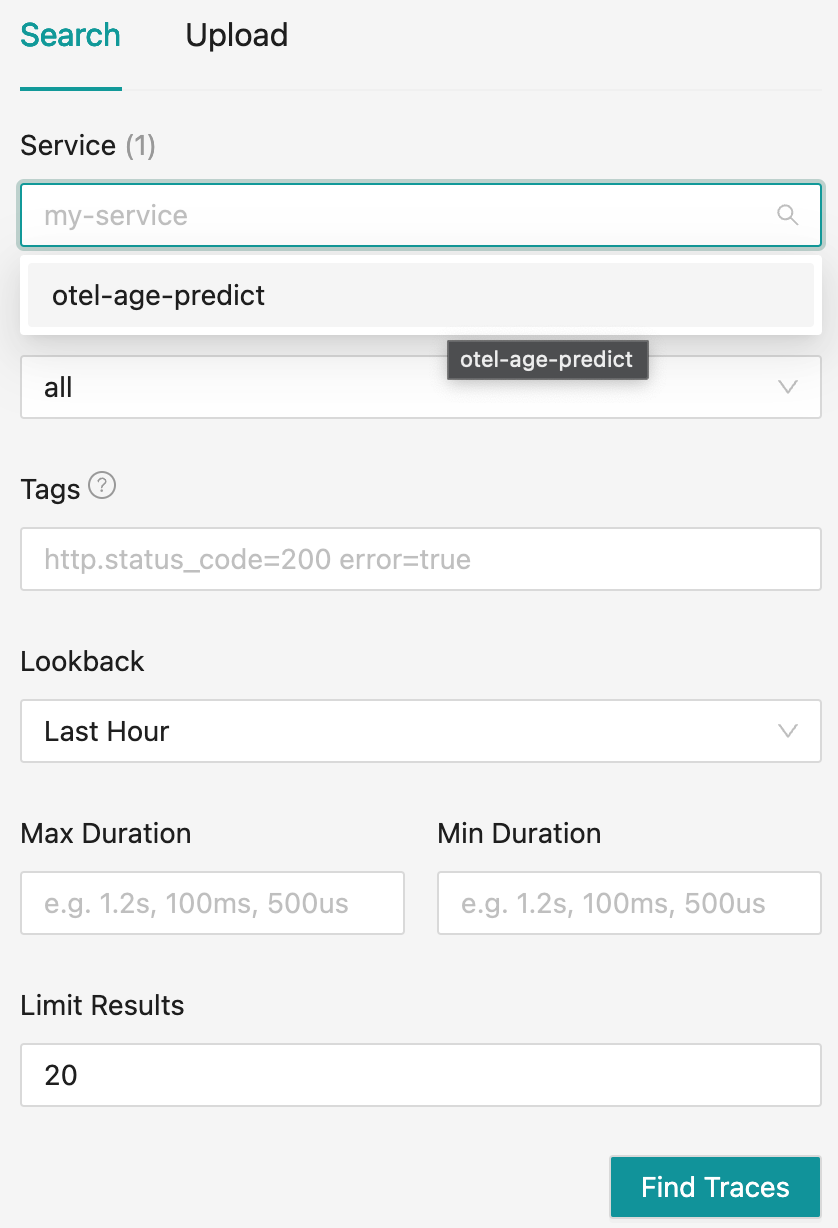 Search Upload
Service (1)
my-service
otel-age-predict
otel-age-predict
all
Tags ?
http.status_code=200 error=true
Lookback
Last Hour
Max Duration Min Duration
e.g. 1.2s, 100ms, 500us e.g. 1.2s, 100ms, 500us
Limit Results
20
Find Traces